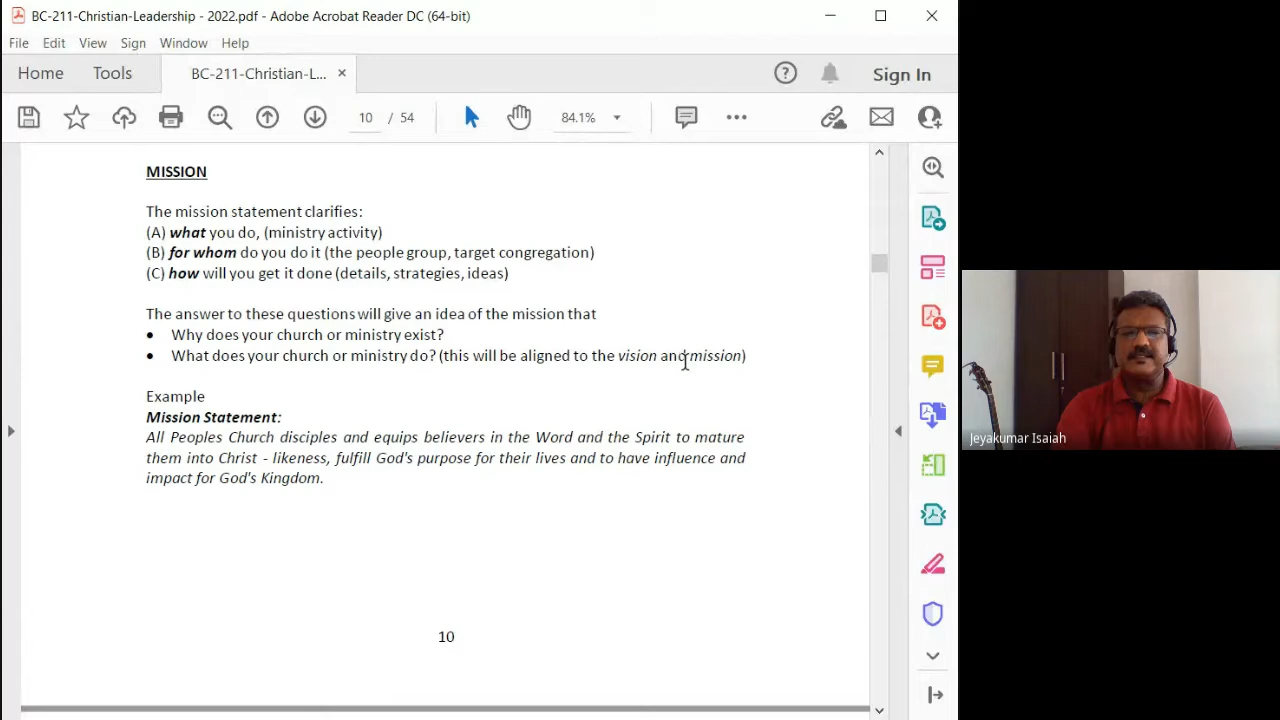 BC-211-Christian-Leadership - 2022.pdf - Adobe Acrobat Reader DC (64-bit)
File Edit View Sign Window Help
Home Tools BC-211-Christian-L... Sign In
10 / 54 84.1%
MISSION
The mission statement clarifies:
(A) what you do, (ministry activity)
(B) for whom do you do it (the people group, target congregation)
(C) how will you get it done (details, strategies, ideas)
The answer to these questions will give an idea of the mission that
• Why does your church or ministry exist?
• What does your church or ministry do? (this will be aligned to the vision and mission)
Example
Mission Statement:
All Peoples Church disciples and equips believers in the Word and the Spirit to mature
them into Christ - likeness, fulfill God's purpose for their lives and to have influence and
impact for God's Kingdom.
10
Jeyakumar Isaiah